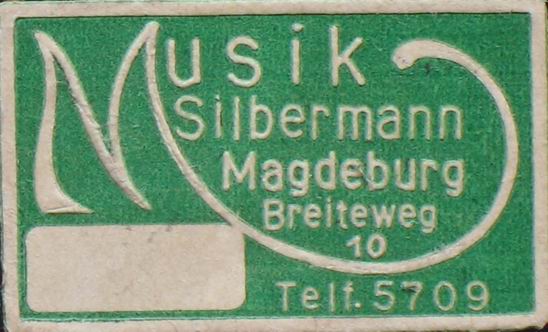 Musik
Silbermann
Magdeburg
Breiteweg
10
Telf. 5709